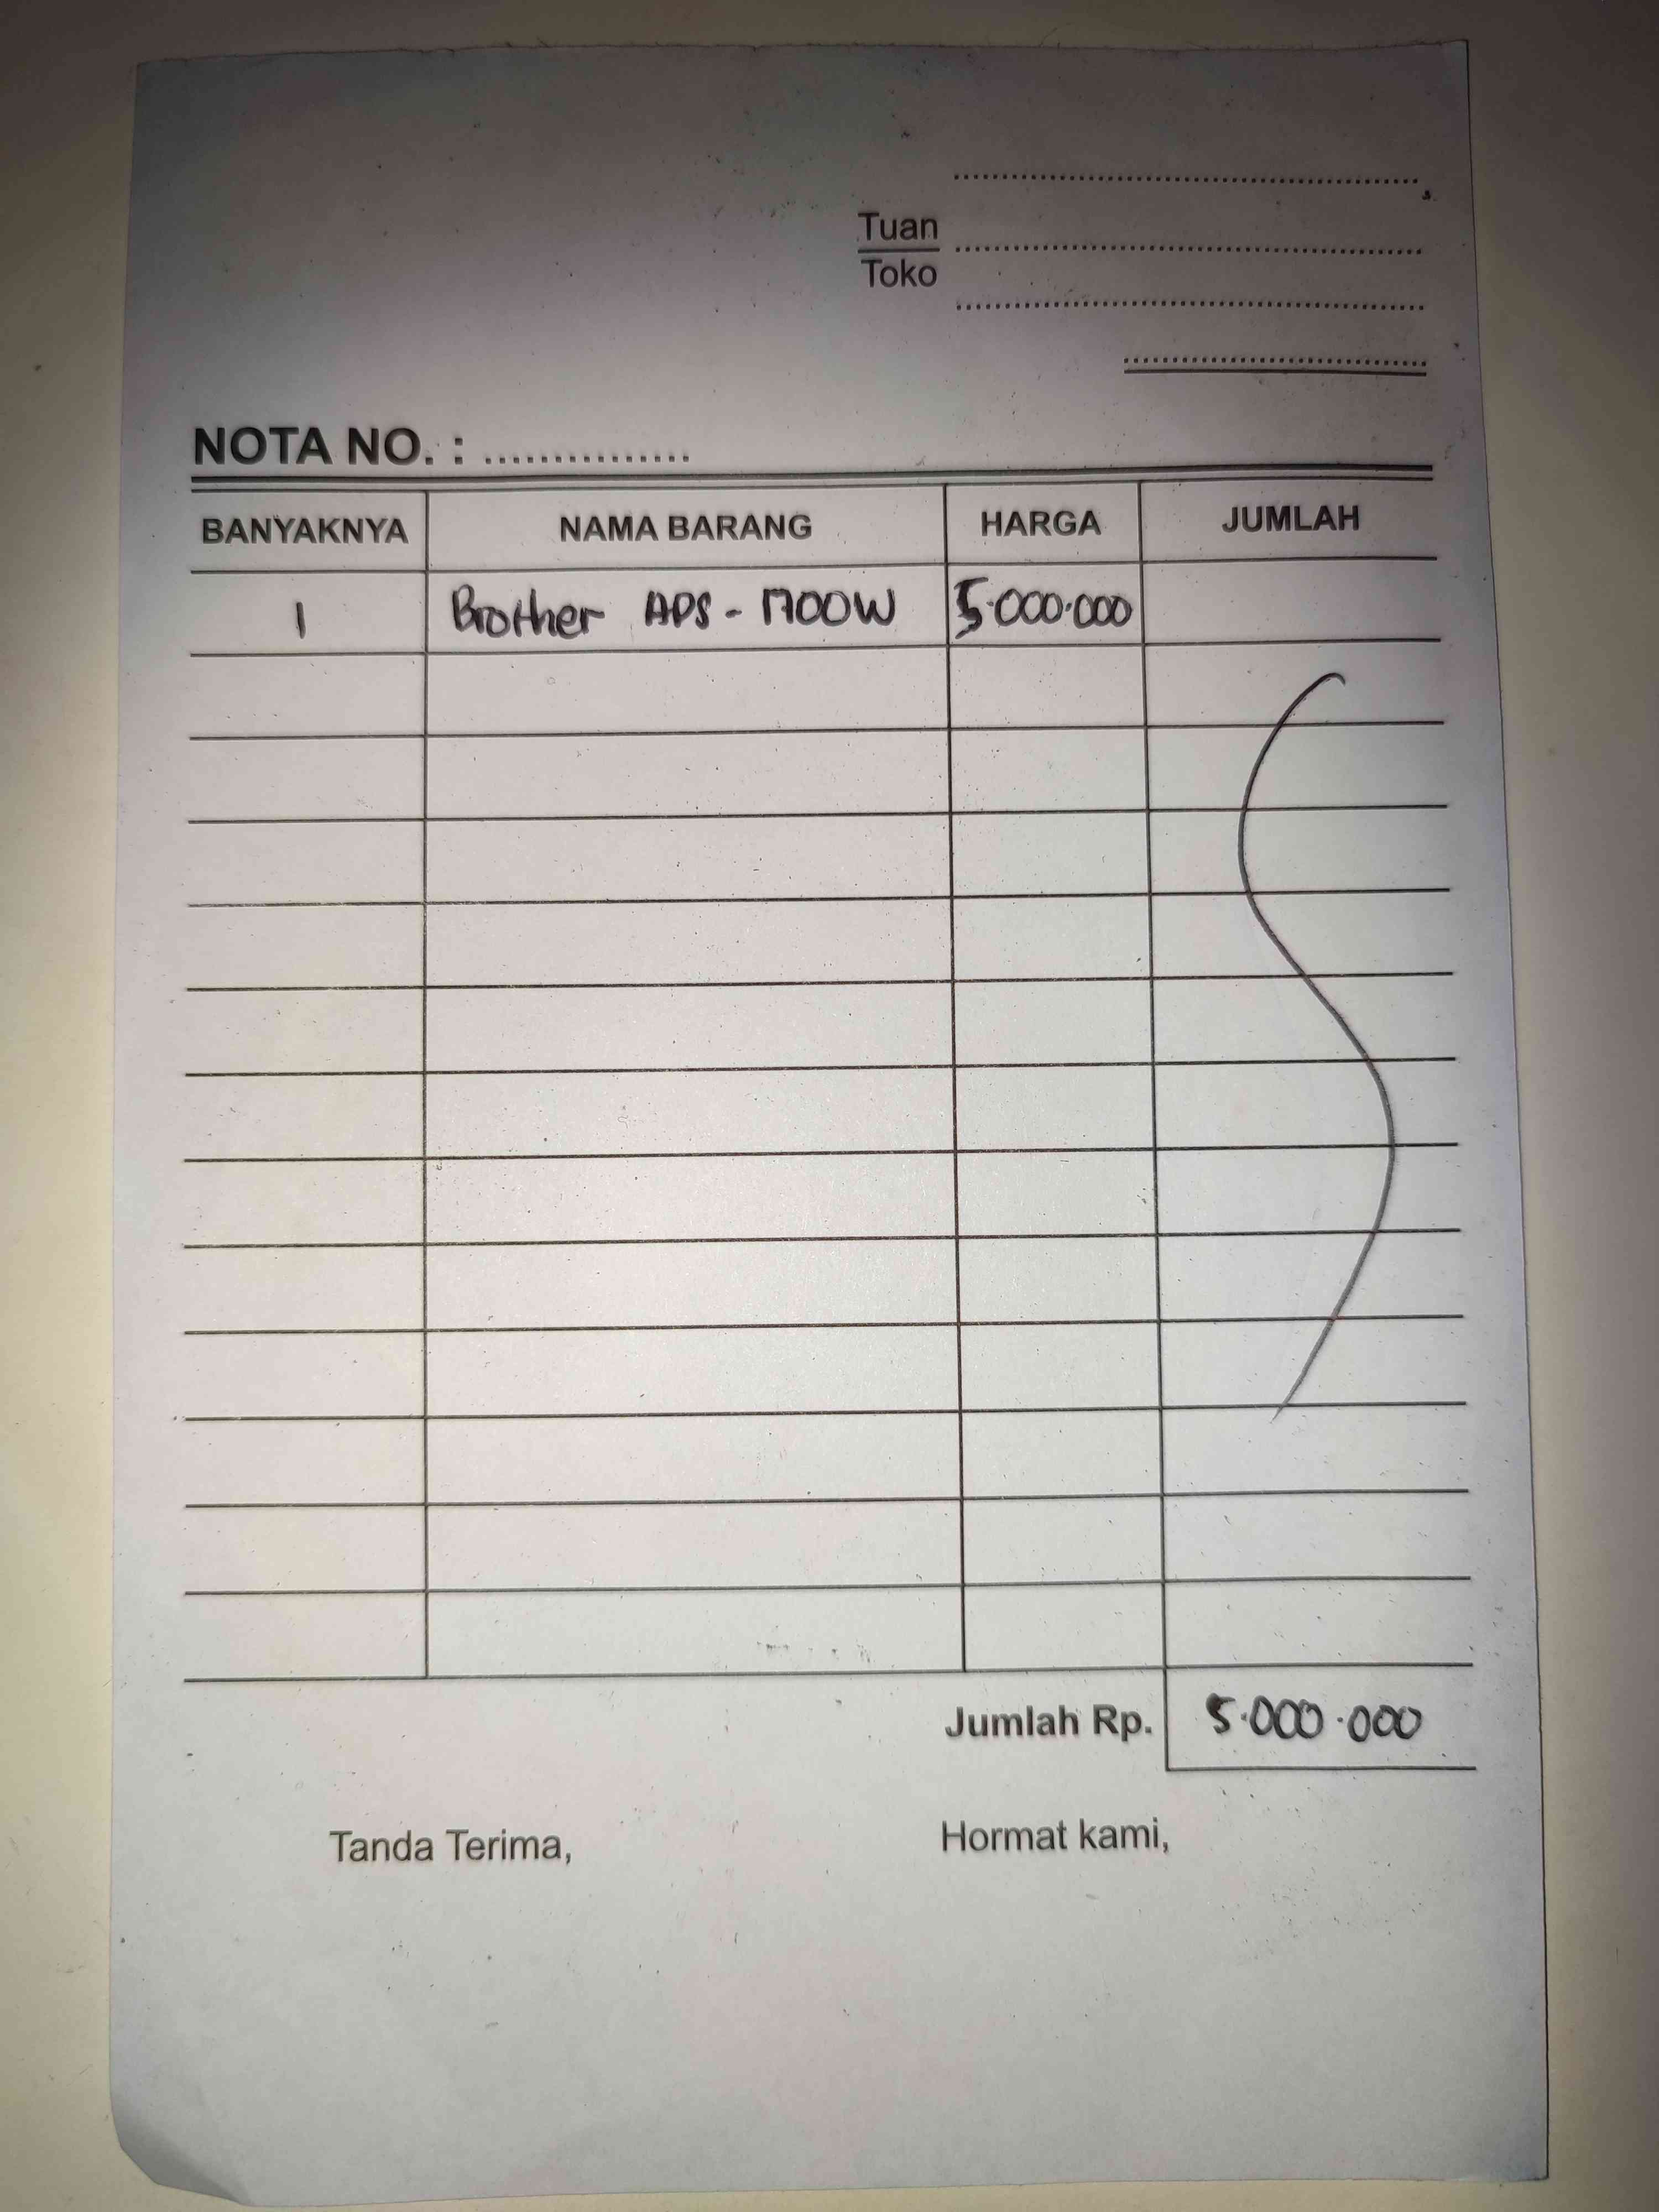 Tuan
Toko
NOTA NO. : ...............
BANYAKNYA NAMA BARANG HARGA JUMLAH
1 Brother ADS - 1700W 5.000.000
Jumlah Rp. 5.000.000
Tanda Terima, Hormat kami,